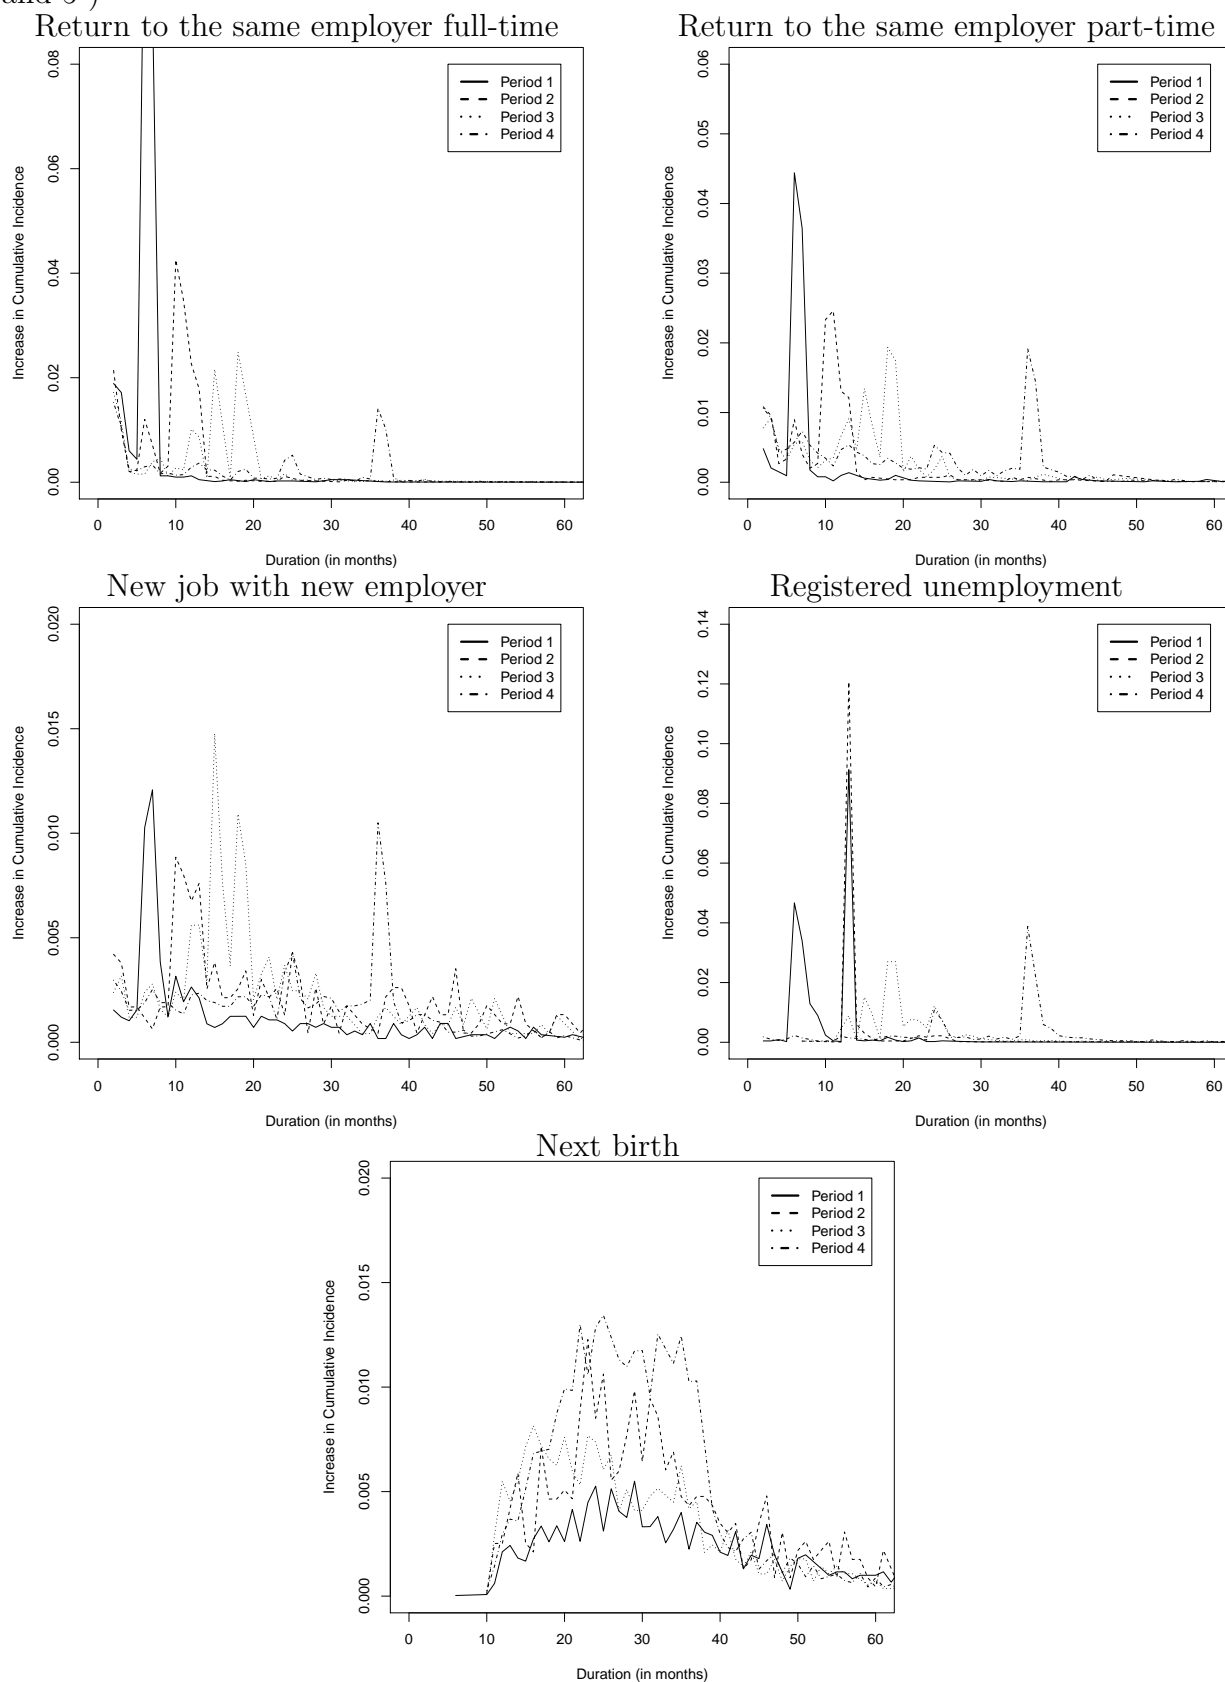 and 5 )
Return to the same employer full-time
Return to the same employer part-time
Increase in Cumulative Incidence
0.00 0.02 0.04 0.06 0.08
Period 1
Period 2
Period 3
Period 4
0 10 20 30 40 50 60
Duration (in months)
Increase in Cumulative Incidence
0.00 0.01 0.02 0.03 0.04 0.05 0.06
Period 1
Period 2
Period 3
Period 4
0 10 20 30 40 50 60
Duration (in months)
New job with new employer
Registered unemployment
Increase in Cumulative Incidence
0.000 0.005 0.010 0.015 0.020
Period 1
Period 2
Period 3
Period 4
0 10 20 30 40 50 60
Duration (in months)
Increase in Cumulative Incidence
0.00 0.02 0.04 0.06 0.08 0.10 0.12 0.14
Period 1
Period 2
Period 3
Period 4
0 10 20 30 40 50 60
Duration (in months)
Next birth
Increase in Cumulative Incidence
0.000 0.005 0.010 0.015 0.020
Period 1
Period 2
Period 3
Period 4
0 10 20 30 40 50 60
Duration (in months)